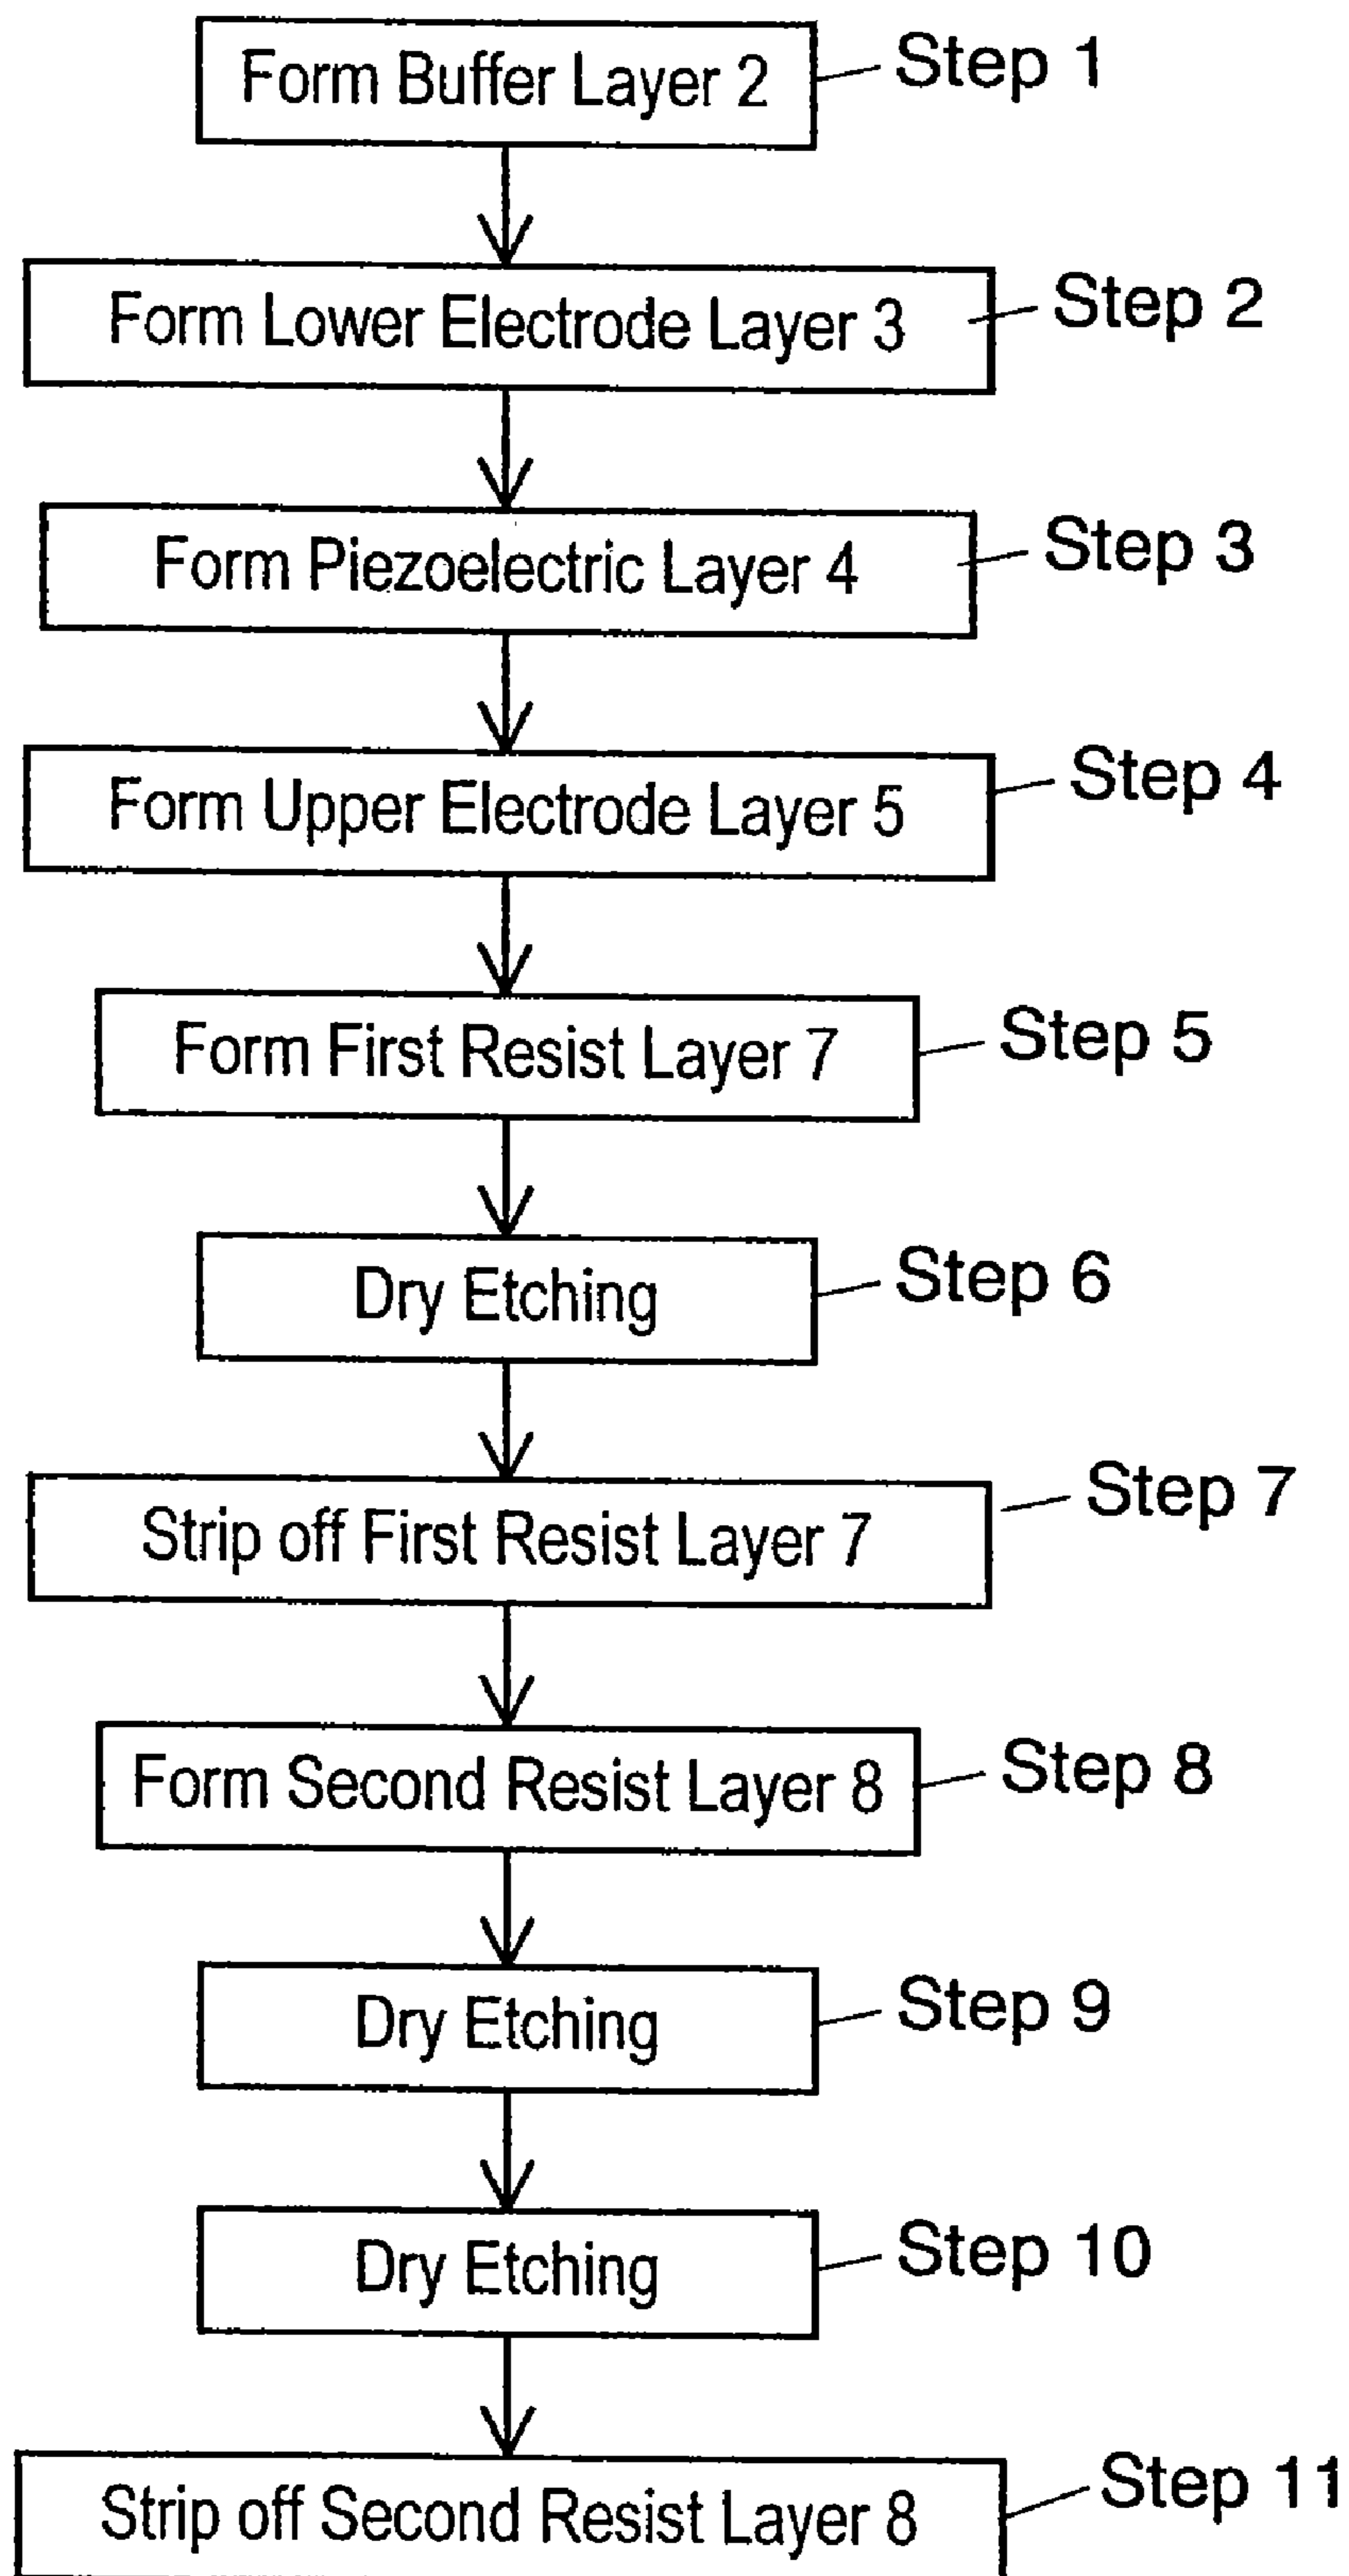 Form Buffer Layer 2
Step 1
Form Lower Electrode Layer 3
Step 2
Form Piezoelectric Layer 4
Step 3
Form Upper Electrode Layer 5
Step 4
Form First Resist Layer 7
Step 5
Dry Etching
Step 6
Strip off First Resist Layer 7
Step 7
Form Second Resist Layer 8
Step 8
Dry Etching
Step 9
Dry Etching
Step 10
Strip off Second Resist Layer 8
Step 11